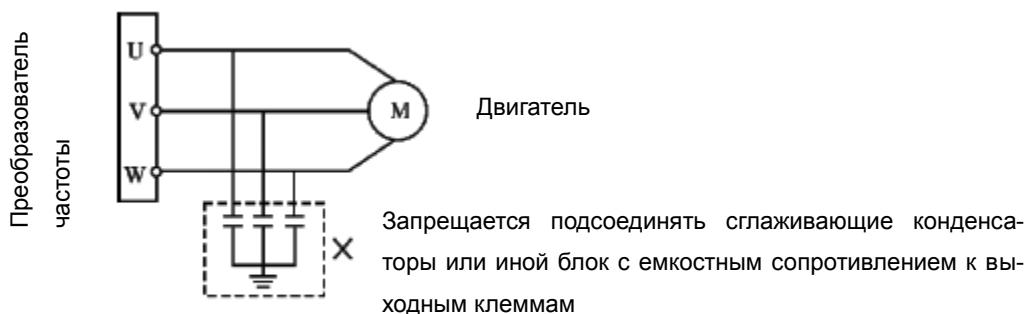 Преобразователь
частоты
U
V
W
M
Двигатель
X
Запрещается подсоединять сглаживающие конденса-
торы или иной блок с емкостным сопротивлением к вы-
ходным клеммам